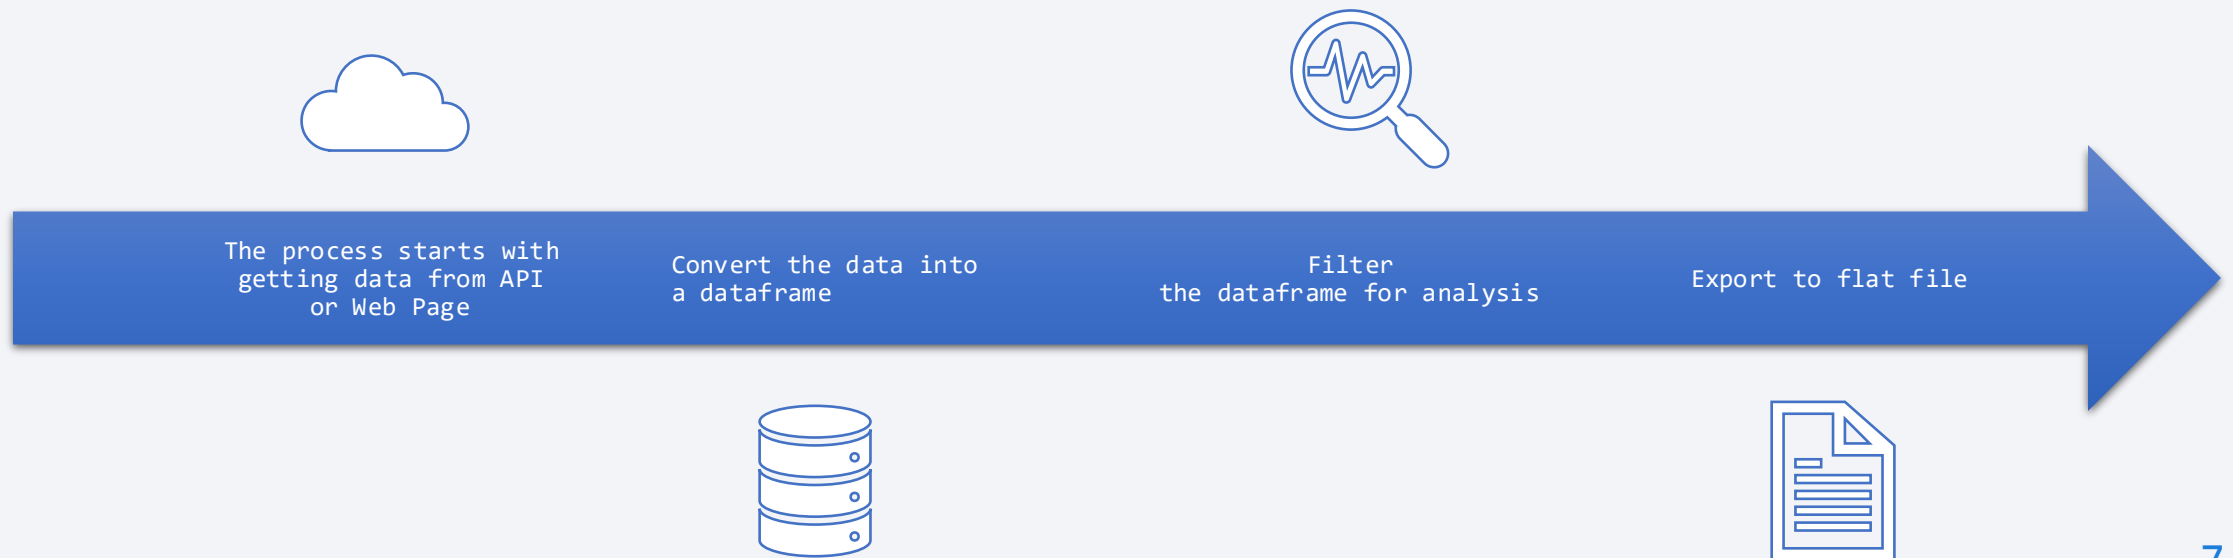 The process starts with
getting data from API
or Web Page
Convert the data into
a dataframe
Filter
the dataframe for analysis
Export to flat file
7